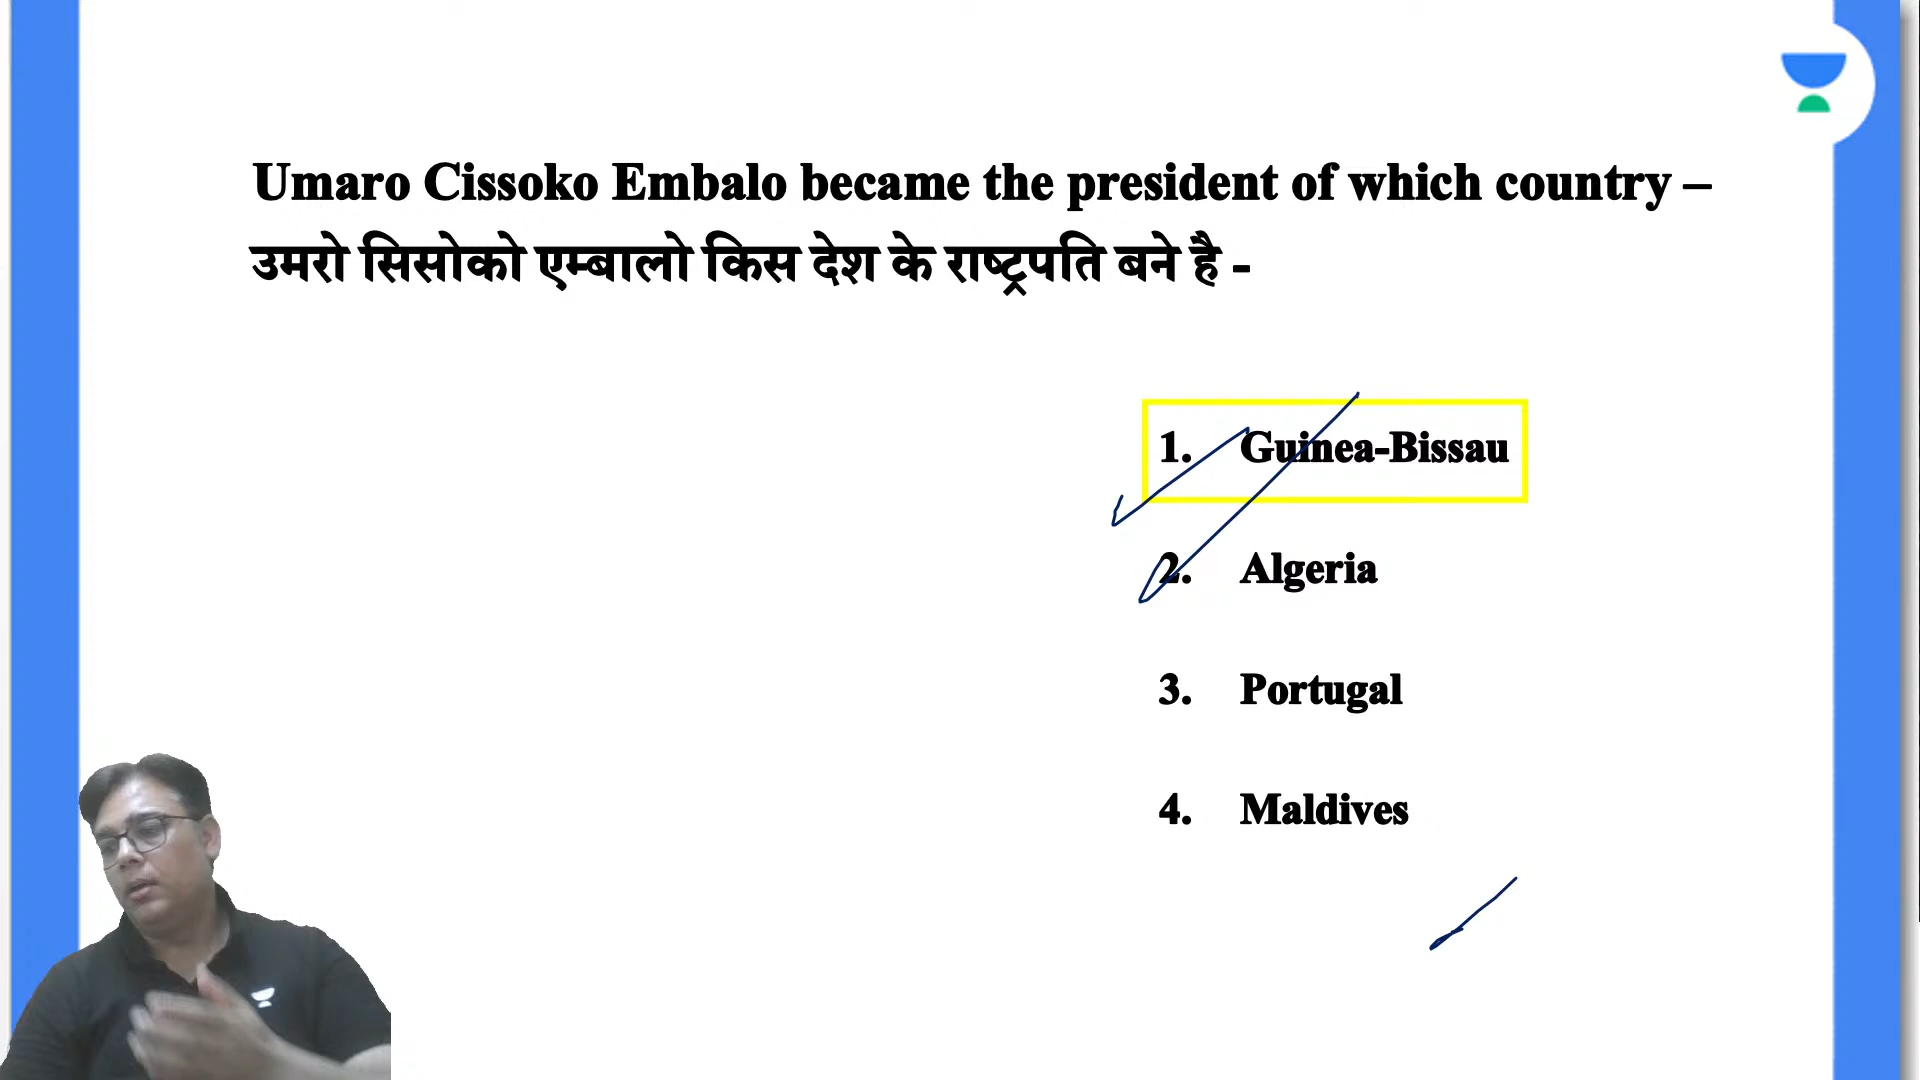 Umaro Cissoko Embalo became the president of which country –
उमरो सिसोको एम्बालो किस देश के राष्ट्रपति बने है -
1. Guinea-Bissau
2. Algeria
3. Portugal
4. Maldives